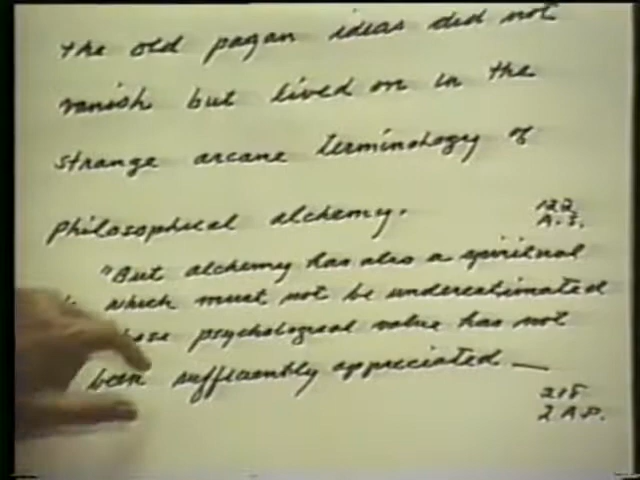 the old pagan ideas did not
vanish but lived on in the
strange arcane terminology of
philosophical alchemy.
122
A.S.
"But alchemy has also a spiritual
which must not be underestimated
psychological value has not
been sufficiently appreciated —
2 A.P.